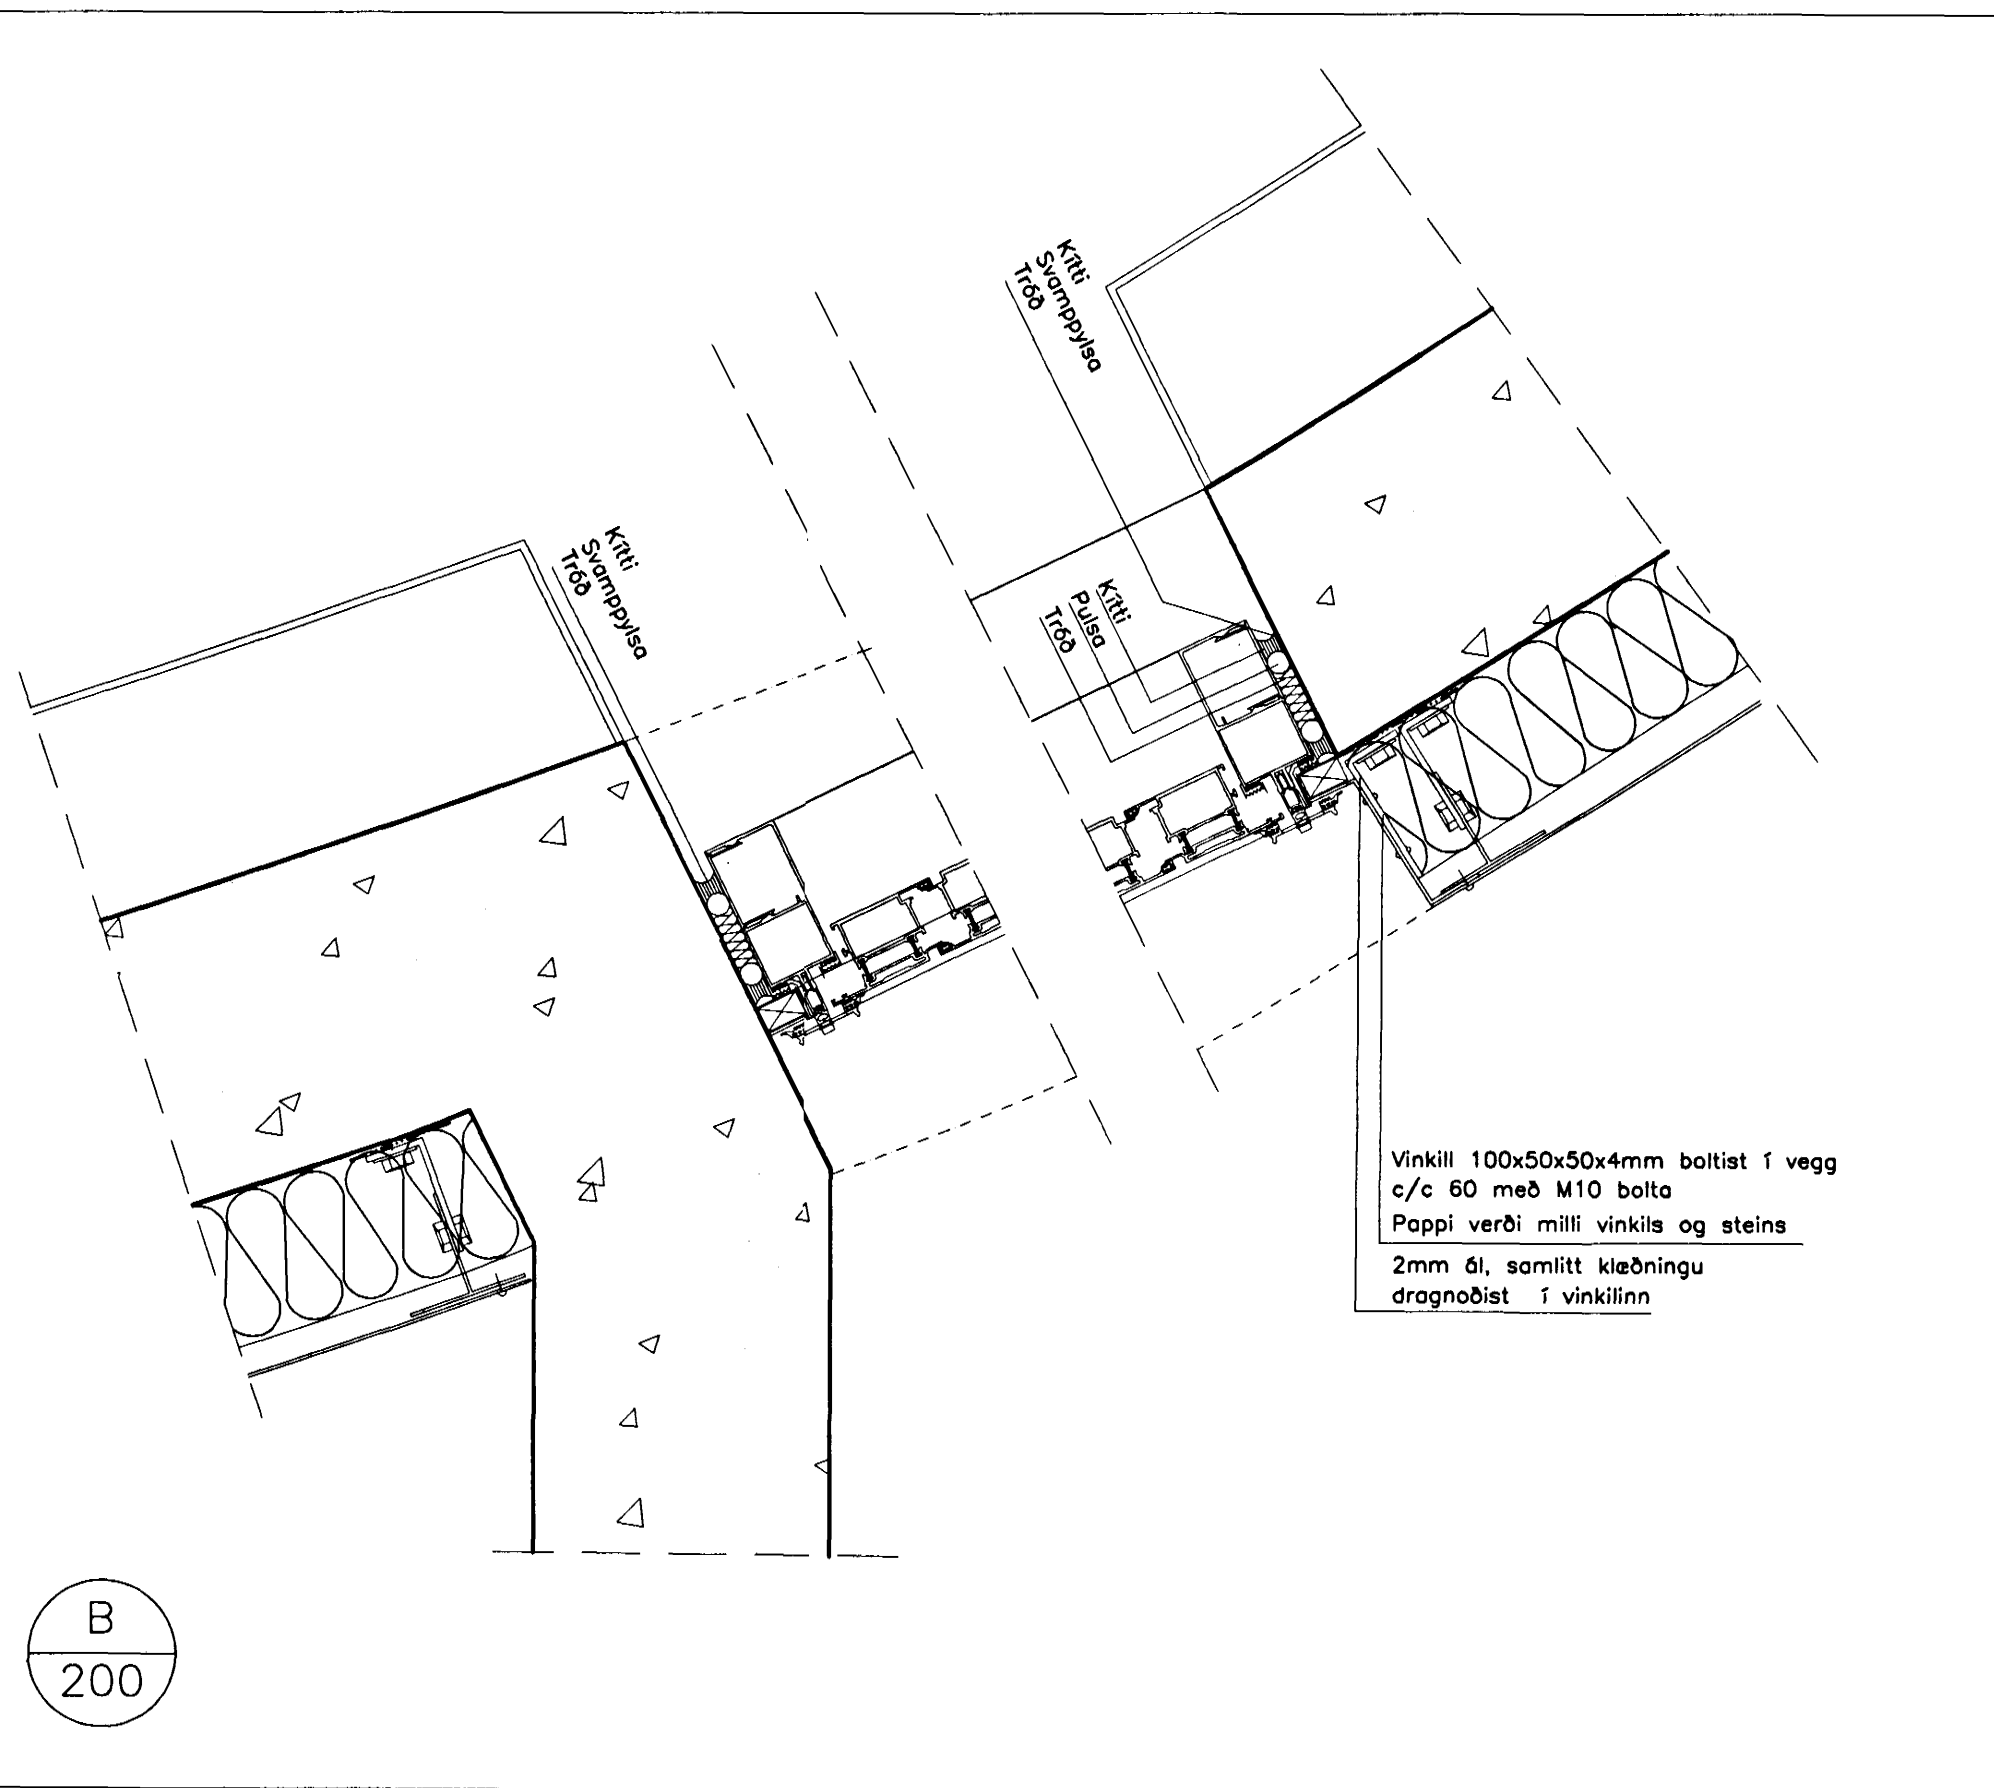 Kítti
Svamppylsa
Tróð
Kítti
Svamppylsa
Tróð
Kítti
Pulsa
Tróð
Vinkill 100x50x50x4mm boltist í vegg
c/c 60 með M10 bolta
Pappi verði milli vinkils og steins
2mm ál, samlitt klæðningu
dragnoðist í vinkilinn
B
200